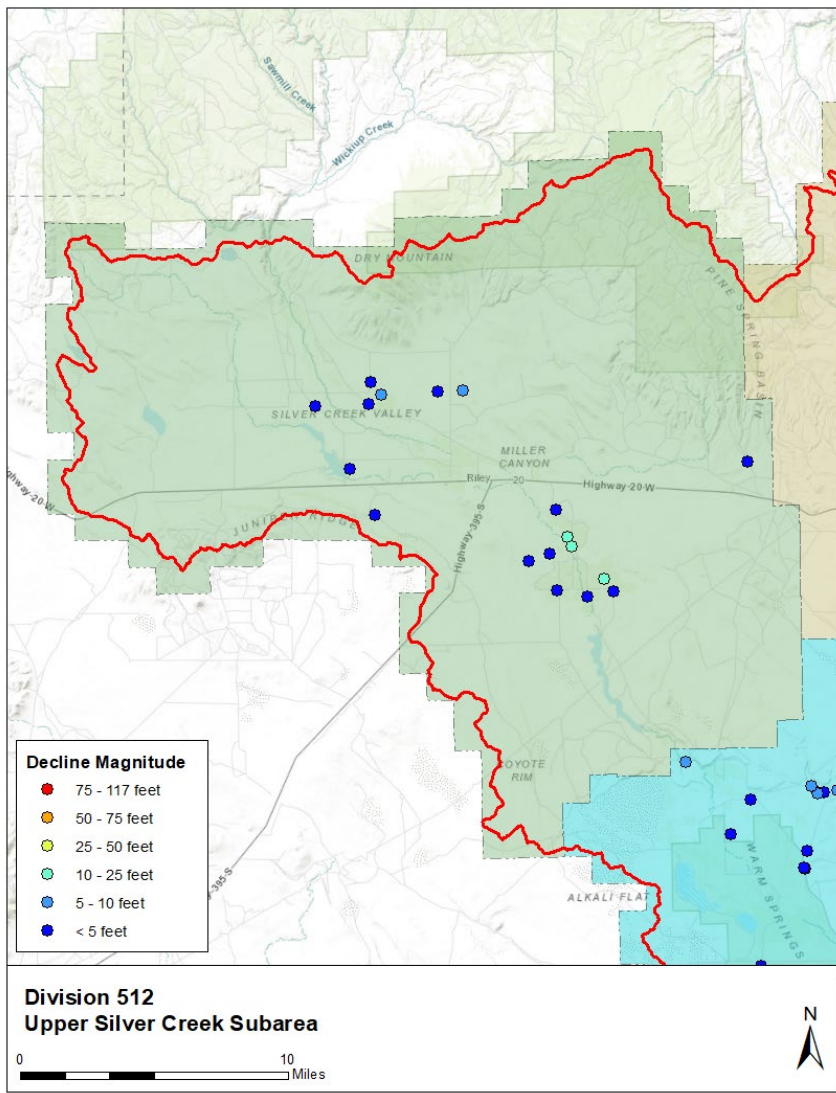 Sawmill Creek
Wickiup Creek
DRY MOUNTAIN
PINE SPRING BASIN
SILVER CREEK VALLEY
MILLER
CANYON
Riley
20
Highway-20-W
Highway-20-W
JUNIPER RIDGE
Highway-395-S
COYOTE
RIM
WARM SPRINGS
ALKALI FLAT
395-S
Decline Magnitude
75 - 117 feet
50 - 75 feet
25 - 50 feet
10 - 25 feet
5 - 10 feet
< 5 feet
Division 512
Upper Silver Creek Subarea
0
10
Miles
N